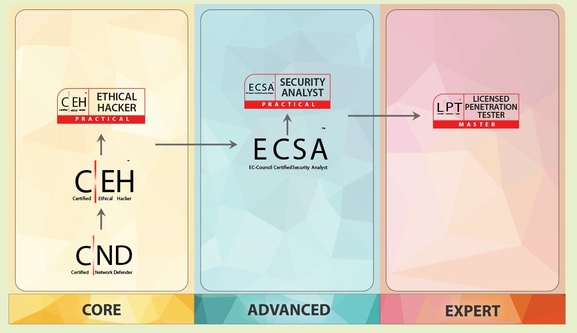 C|EH
ETHICAL
HACKER
PRACTICAL
C|EH
Certified Ethical Hacker
C|ND
Certified Network Defender
CORE
ECSA
SECURITY
ANALYST
PRACTICAL
ECSA™
EC-Council Certified Security Analyst
ADVANCED
LPT
LICENSED
PENETRATION
TESTER
MASTER
EXPERT